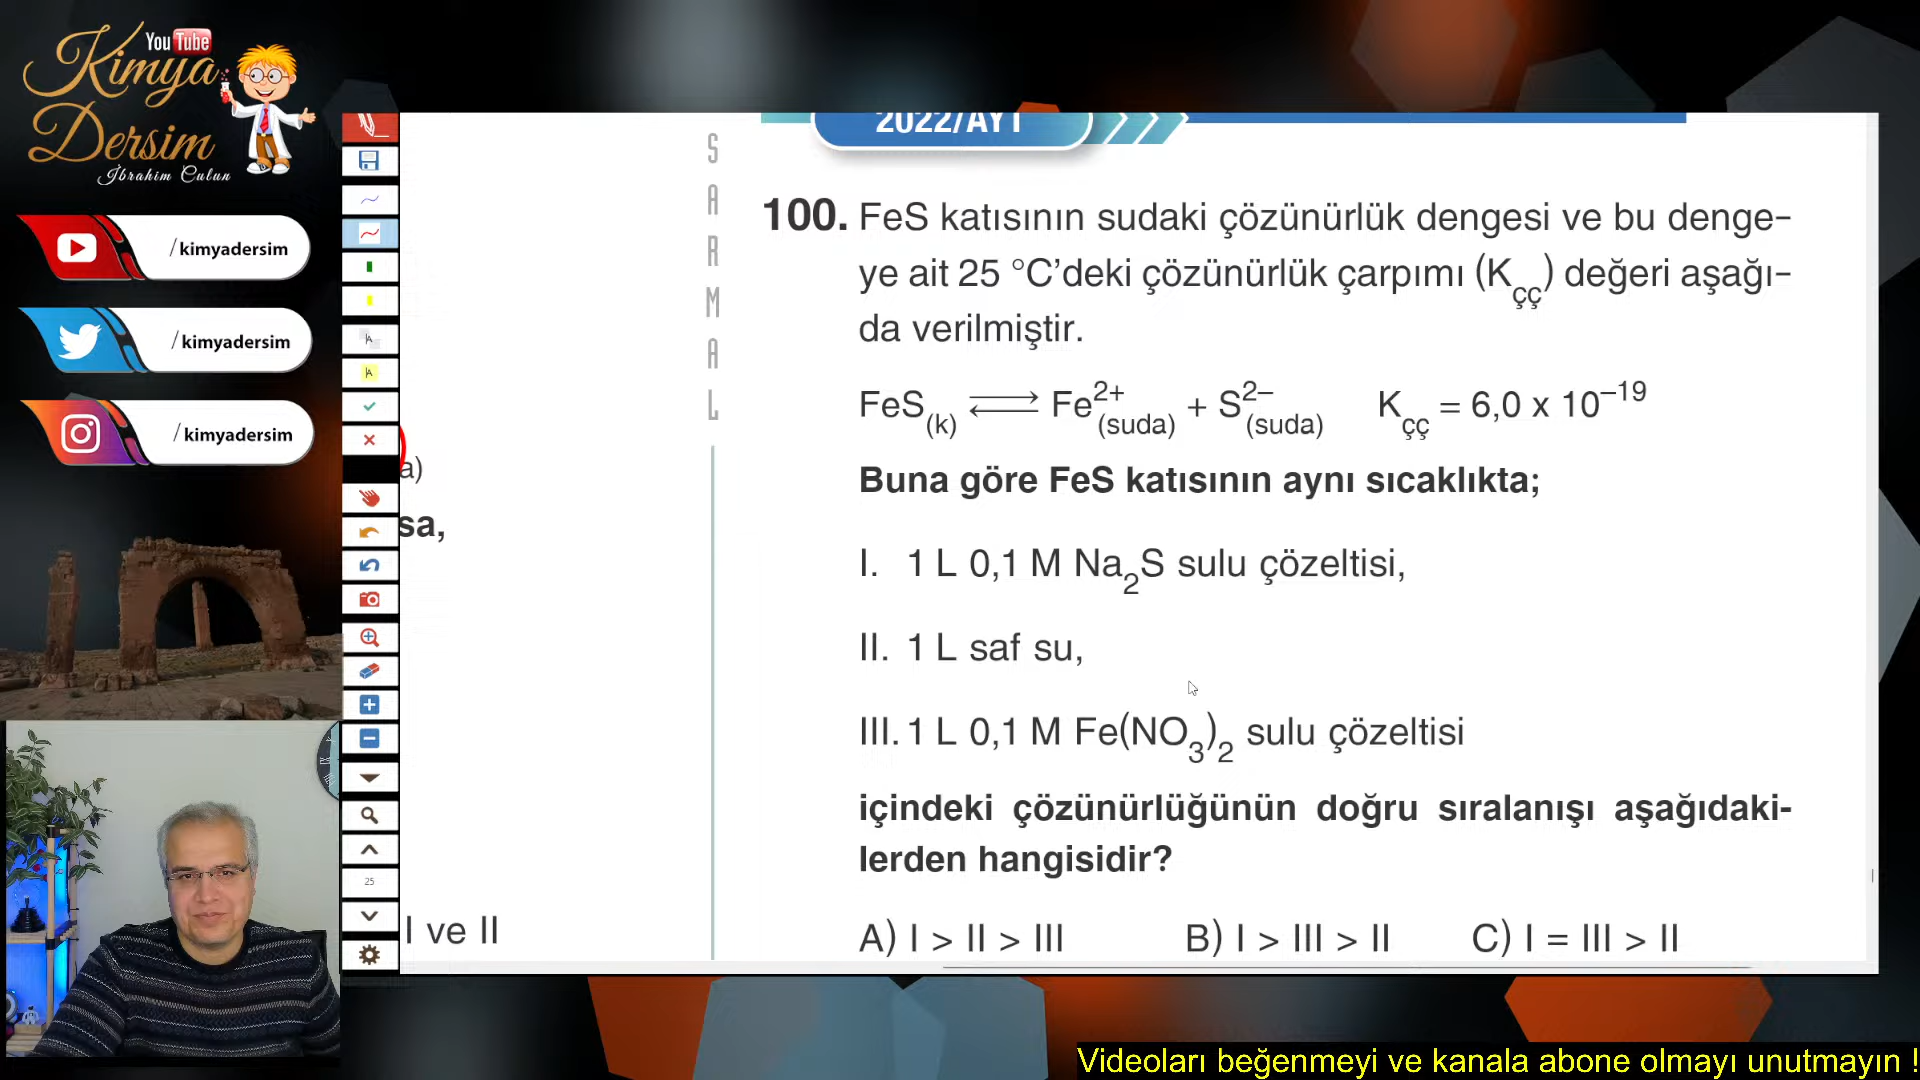 You Tube
Kimya
Dersim
İbrahim Culun
/kimyadersim
/kimyadersim
/kimyadersim
SARMAL
a)
sa,
I ve II
25
2022/AYT
100. FeS katısının sudaki çözünürlük dengesi ve bu denge-
ye ait 25 °C’deki çözünürlük çarpımı (Kçç) değeri aşağı-
da verilmiştir.
FeS(k) ⇌ Fe2+(suda) + S2–(suda) Kçç = 6,0 x 10–19
Buna göre FeS katısının aynı sıcaklıkta;
I. 1 L 0,1 M Na2S sulu çözeltisi,
II. 1 L saf su,
III. 1 L 0,1 M Fe(NO3)2 sulu çözeltisi
içindeki çözünürlüğünün doğru sıralanışı aşağıdaki-
lerden hangisidir?
A) I > II > III B) I > III > II C) I = III > II
Videoları beğenmeyi ve kanala abone olmayı unutmayın !